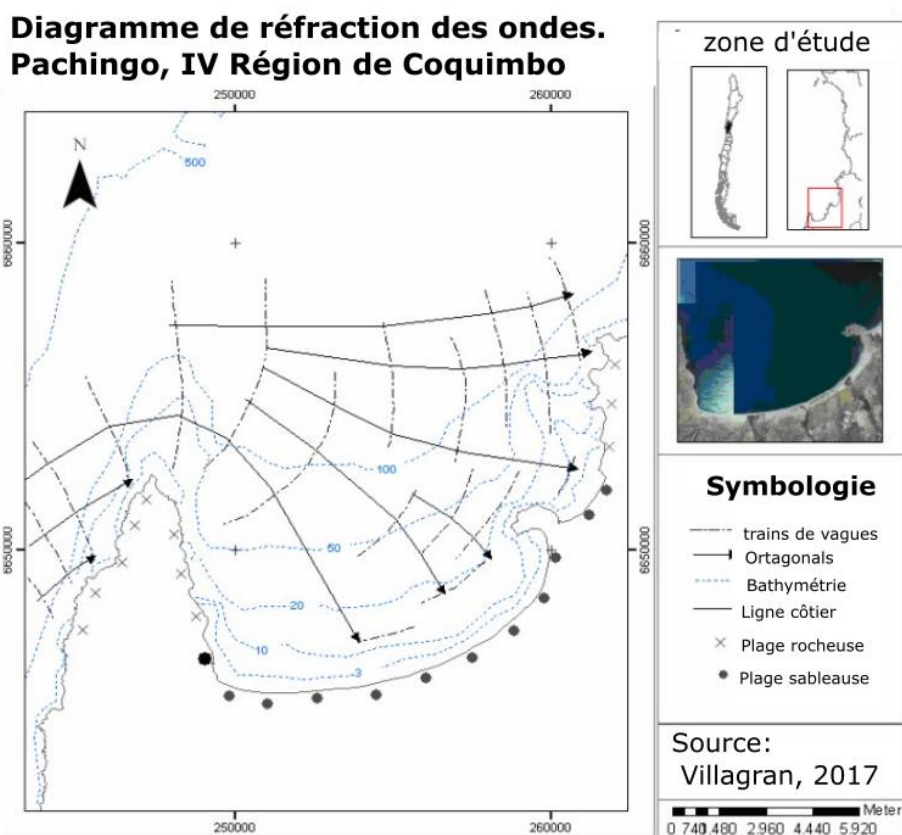 Diagramme de réfraction des ondes.
Pachingo, IV Région de Coquimbo
250000
260000
N
500
6660000
6660000
100
50
6650000
6650000
20
10
3
250000
260000
zone d'étude
Symbologie
trains de vagues
Ortagonals
Bathymétrie
Ligne côtier
Plage rocheuse
Plage sableause
Source:
Villagran, 2017
Meter
0 740 1.480 2.960 4.440 5.920